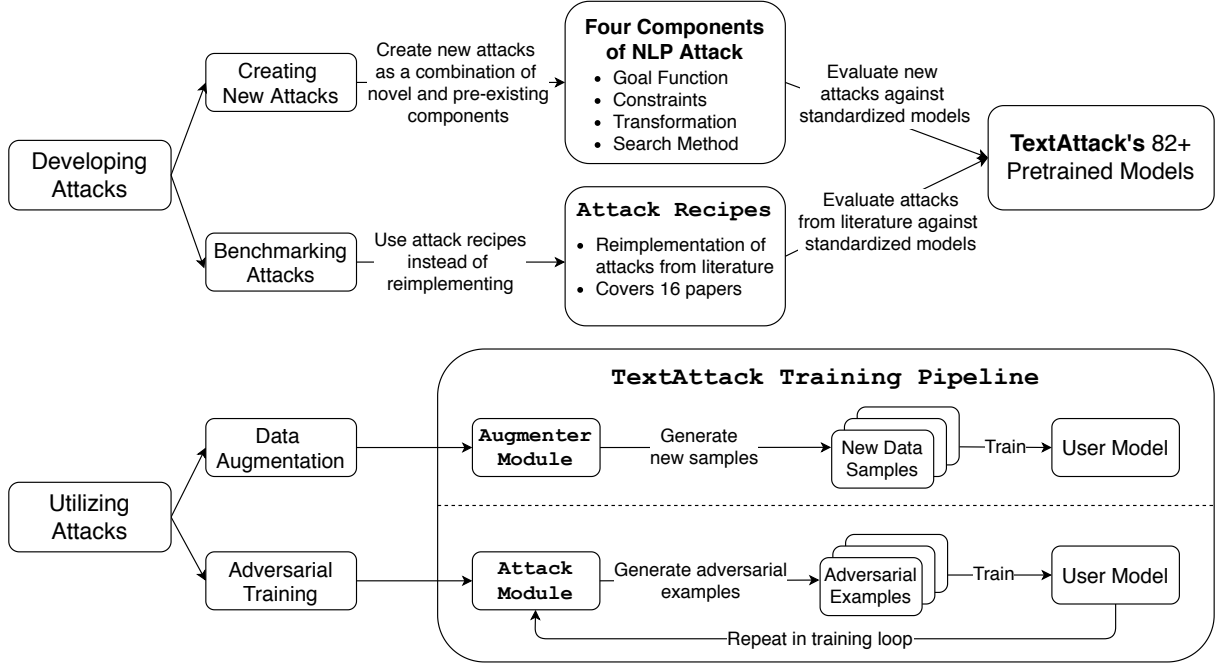 Developing
Attacks
Creating
New Attacks
Create new attacks
as a combination of
novel and pre-existing
components
Four Components
of NLP Attack
• Goal Function
• Constraints
• Transformation
• Search Method
Evaluate new
attacks against
standardized models
TextAttack's 82+
Pretrained Models
Benchmarking
Attacks
Use attack recipes
instead of
reimplementing
Attack Recipes
• Reimplementation of
attacks from literature
• Covers 16 papers
Evaluate attacks
from literature against
standardized models
Utilizing
Attacks
TextAttack Training Pipeline
Data
Augmentation
Augmenter
Module
Generate
new samples
New Data
Samples
Train
User Model
Adversarial
Training
Attack
Module
Generate adversarial
examples
Adversarial
Examples
Train
User Model
Repeat in training loop